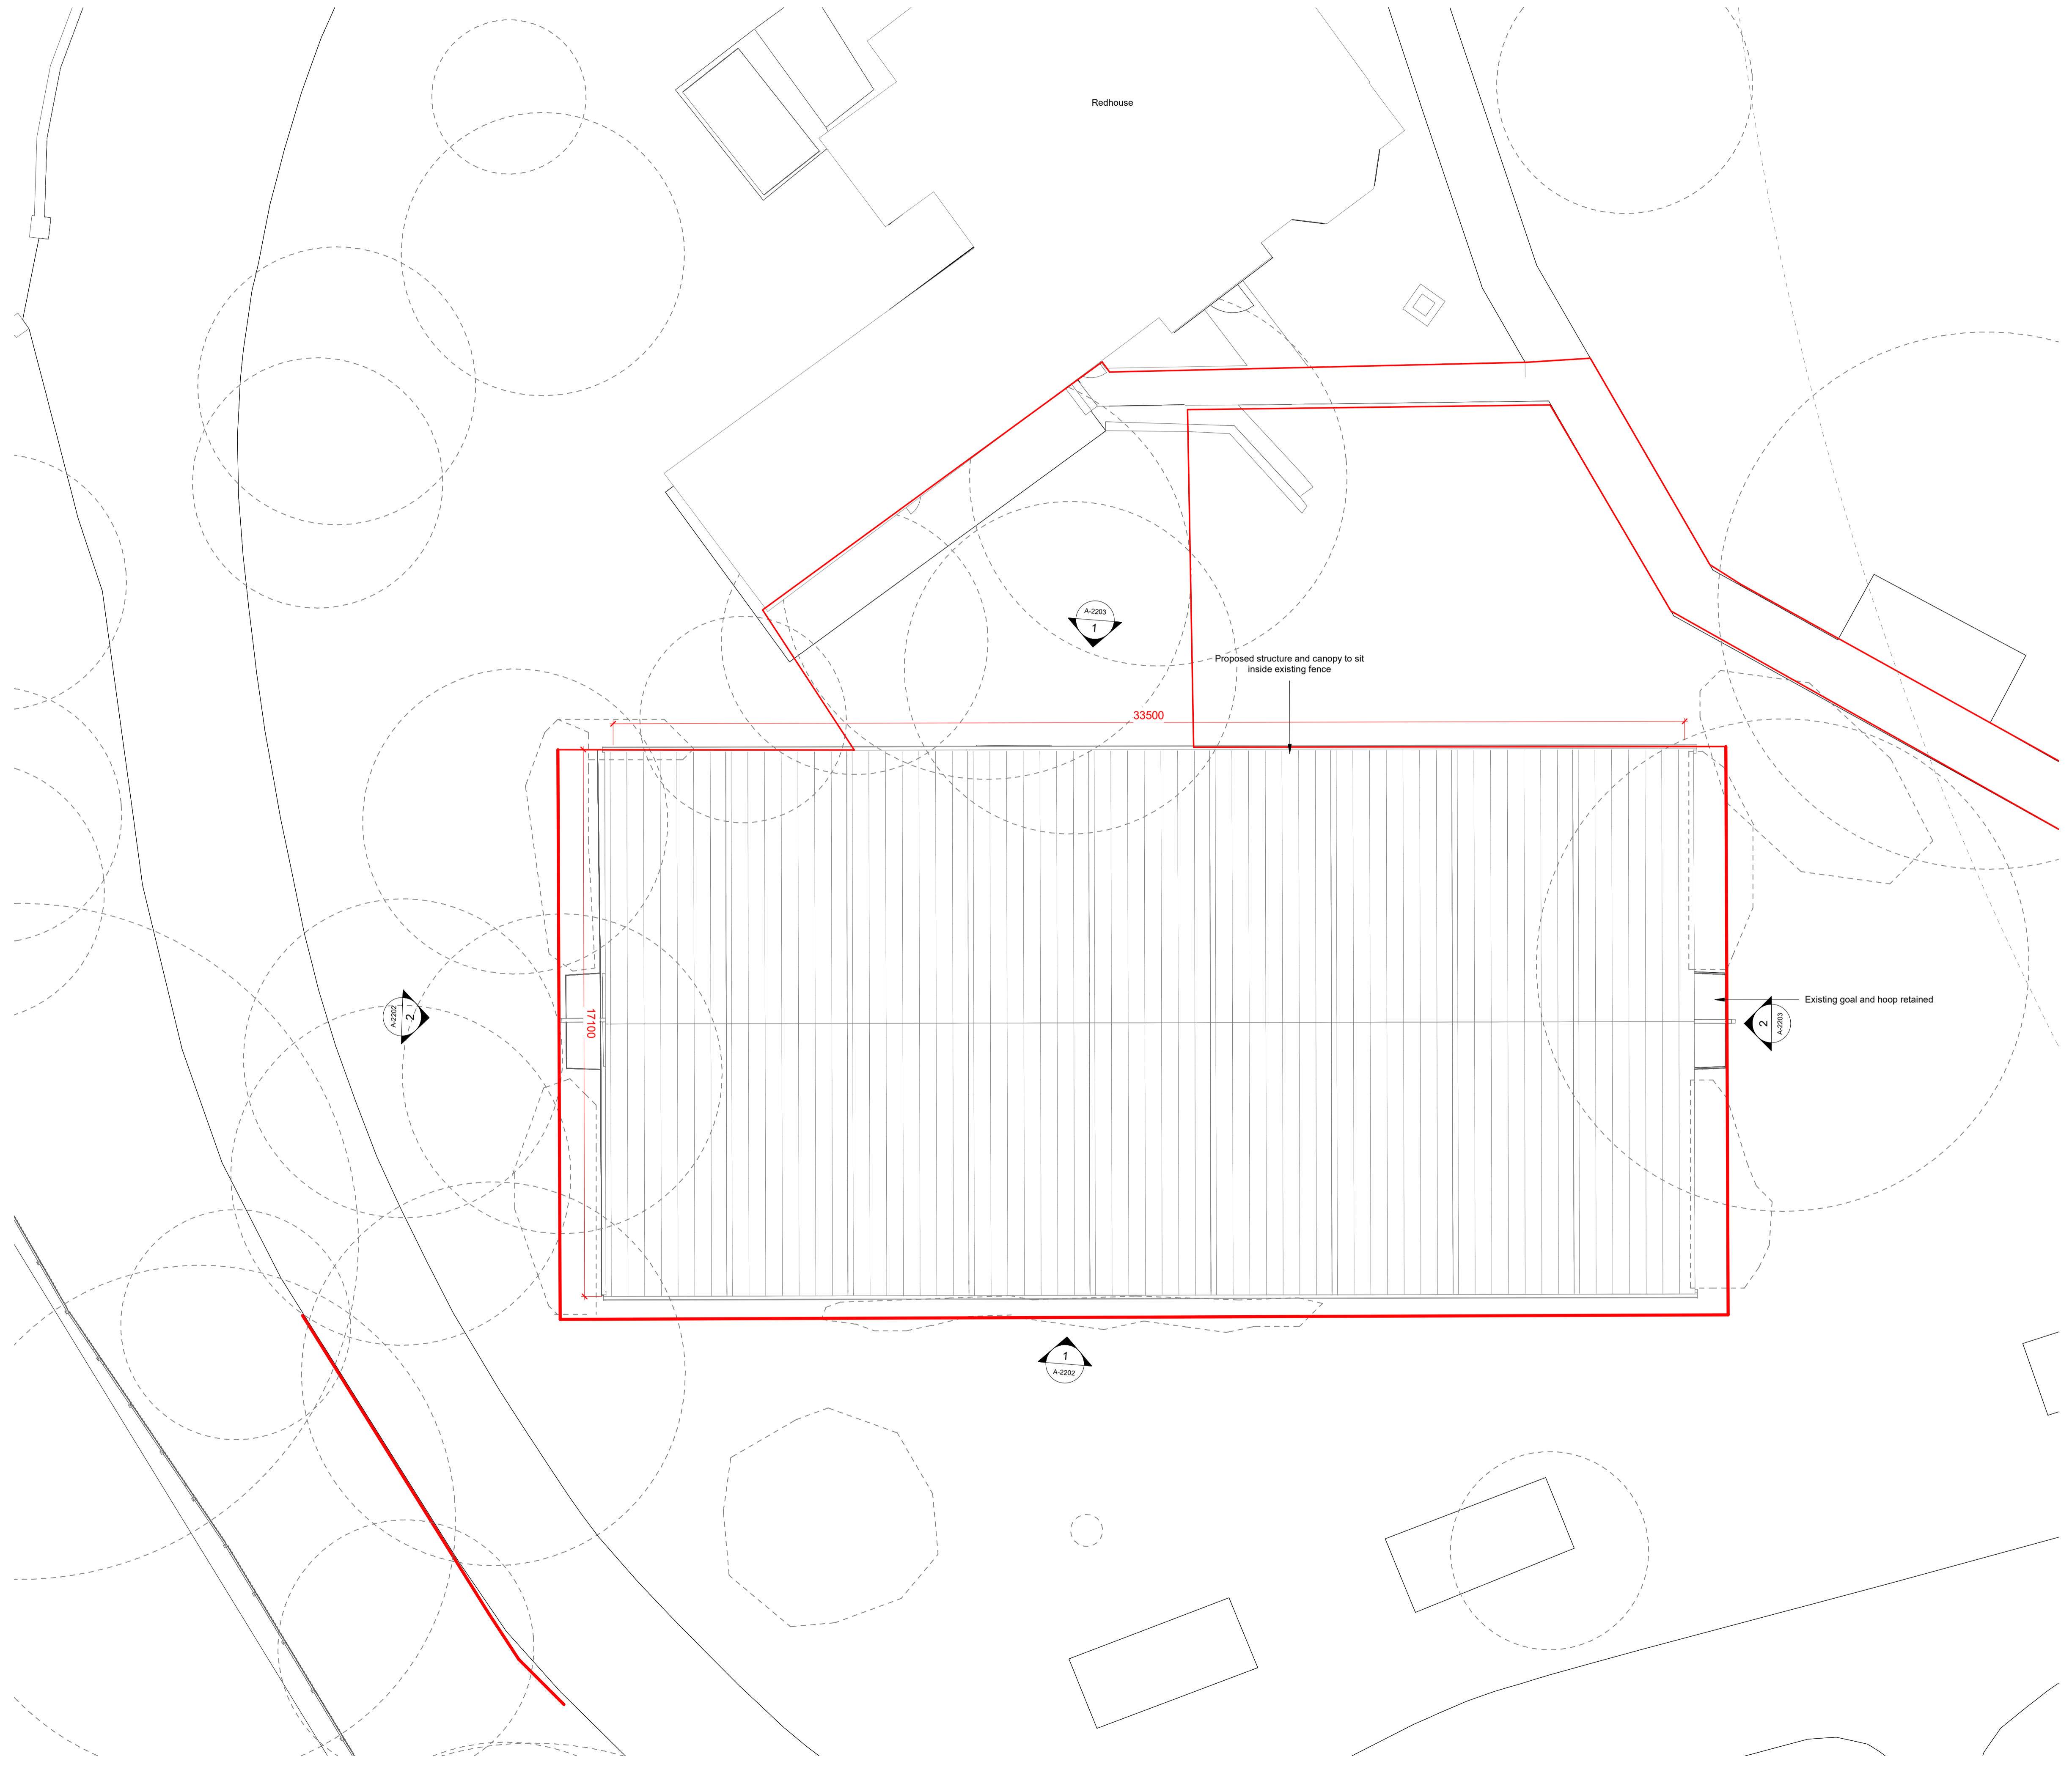 Redhouse
A-2203
1
Proposed structure and canopy to sit
inside existing fence
33500
17100
A-2202
2
Existing goal and hoop retained
2
A-2203
1
A-2202